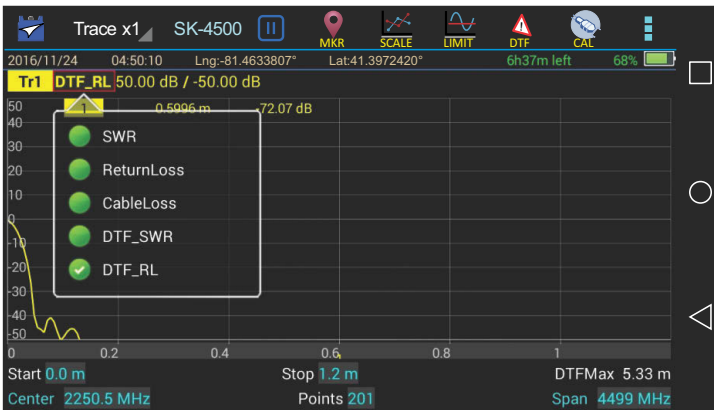 Trace x1 SK-4500 MKR SCALE LIMIT DTF CAL
2016/11/24 04:50:10 Lng:-81.4633807° Lat:41.3972420° 6h37m left 68%
Tr1 DTF_RL 50.00 dB / -50.00 dB
1 0.5996 m -72.07 dB
50
40
30
20
10
0
-10
-20
-30
-40
-50
SWR
ReturnLoss
CableLoss
DTF_SWR
DTF_RL
0 0.2 0.4 0.6 0.8 1
Start 0.0 m Stop 1.2 m DTFMax 5.33 m
Center 2250.5 MHz Points 201 Span 4499 MHz